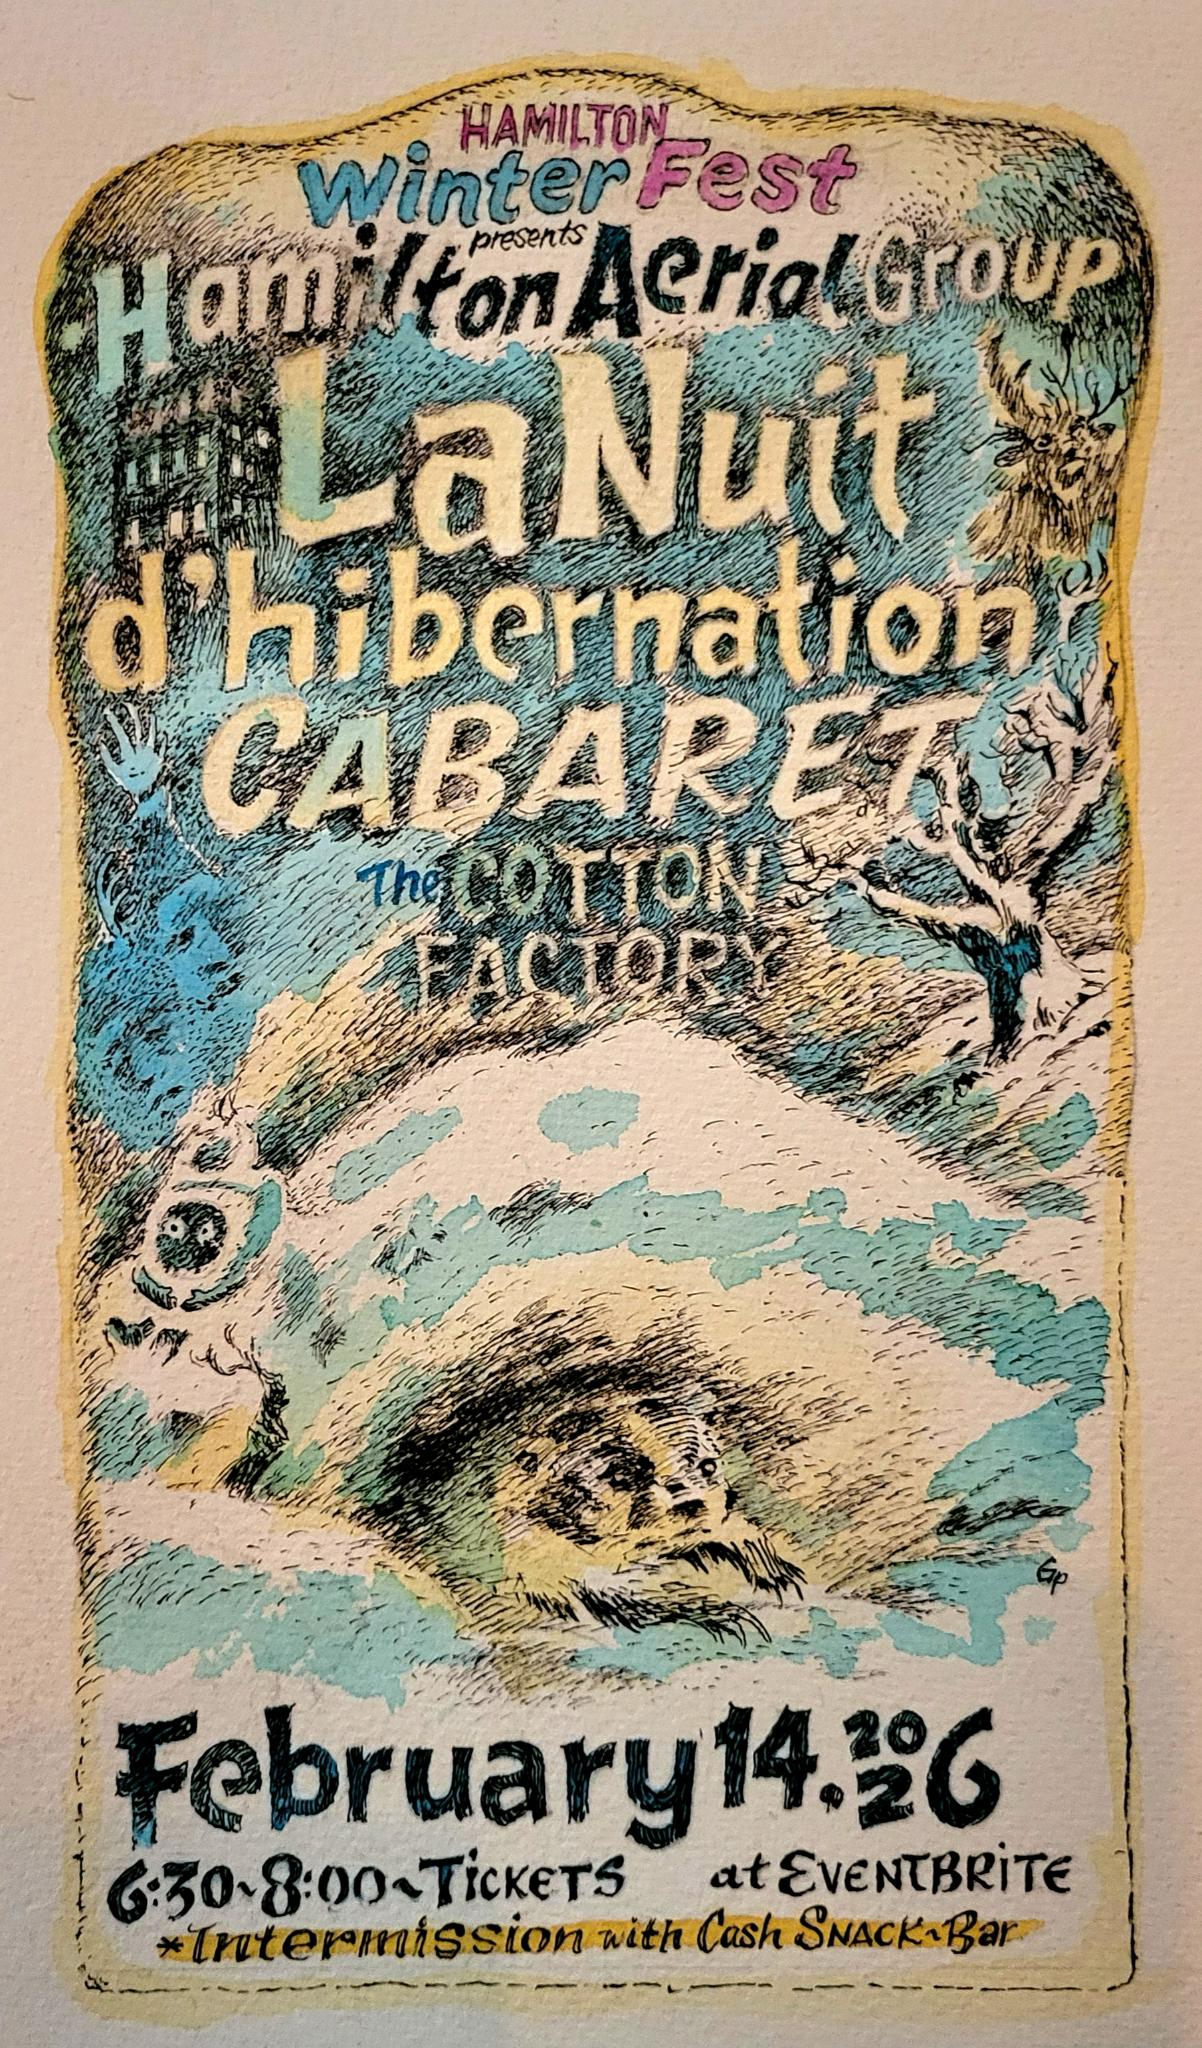 HAMILTON
Winter Fest
presents
Hamilton Aerial Group
La Nuit
d'hibernation
CABARET
The COTTON
FACTORY
Gp
February 14. 2026
6:30~8:00~TICKETS at EVENTBRITE
*Intermission with Cash SNACK~Bar